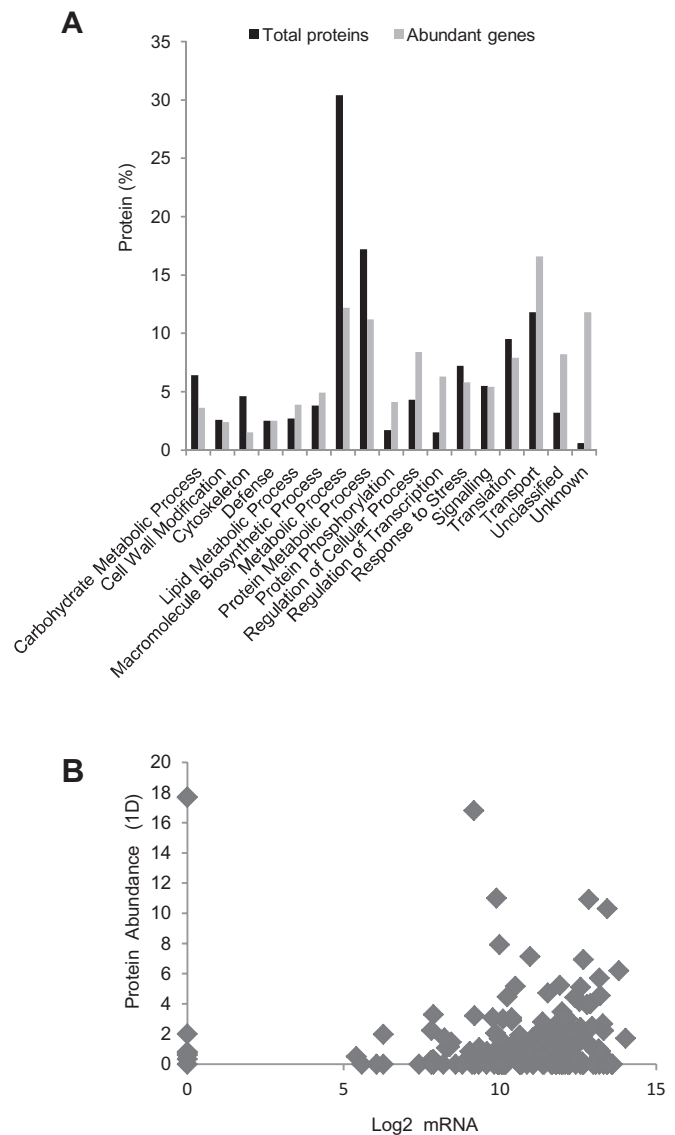 A
Total proteins Abundant genes
35
30
25
20
15
10
5
0
Protein (%)
Carbohydrate Metabolic Process
Cell Wall Modification
Cytoskeleton
Defense
Lipid Metabolic Process
Macromolecule Biosynthetic Process
Metabolic Process
Protein Metabolic Process
Protein Phosphorylation
Regulation of Cellular Process
Regulation of Transcription
Response to Stress
Signalling
Translation
Transport
Unclassified
Unknown
B
20
18
16
14
12
10
8
6
4
2
0
Protein Abundance (1D)
0 5 10 15
Log2 mRNA